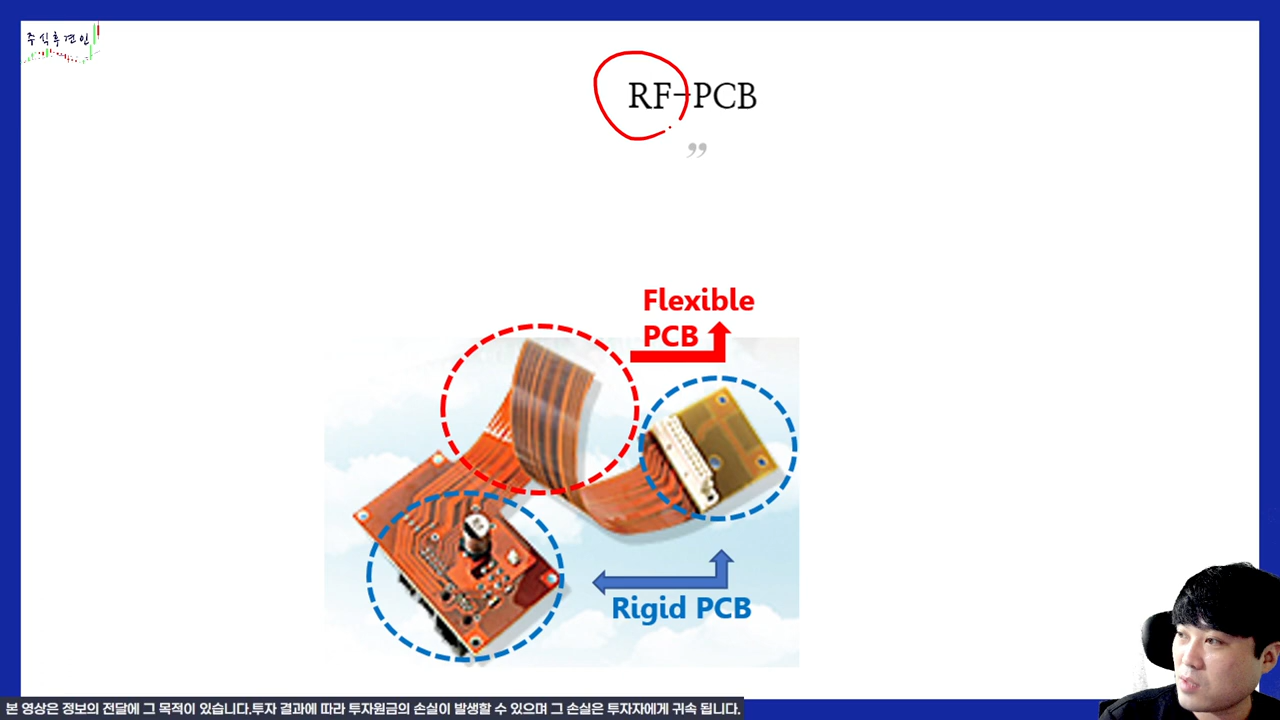 주식후견인
RF-PCB
”
Flexible
PCB
Rigid PCB
본 영상은 정보의 전달에 그 목적이 있습니다.투자 결과에 따라 투자원금의 손실이 발생할 수 있으며 그 손실은 투자자에게 귀속 됩니다.